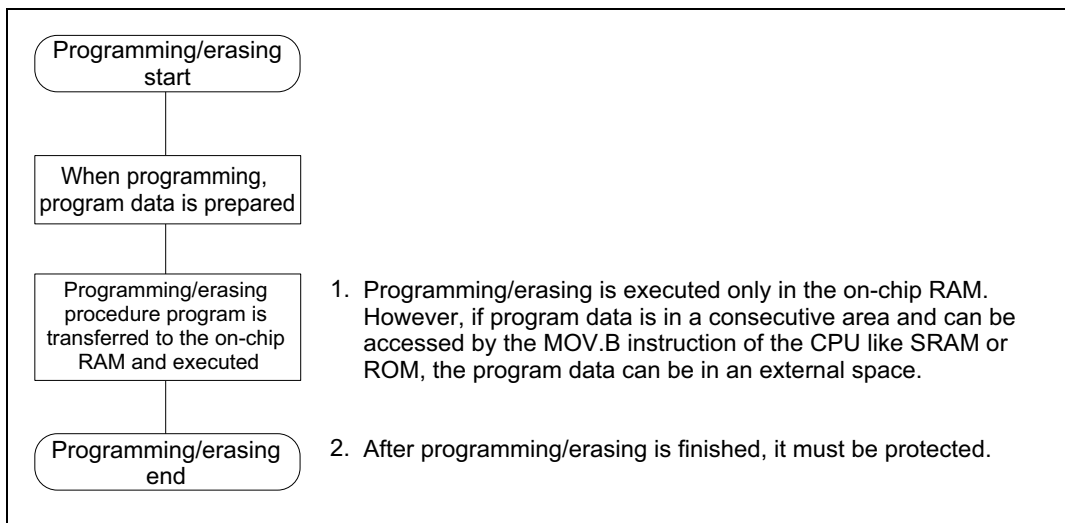 Programming/erasing
start
When programming,
program data is prepared
Programming/erasing
procedure program is
transferred to the on-chip
RAM and executed
1. Programming/erasing is executed only in the on-chip RAM.
However, if program data is in a consecutive area and can be
accessed by the MOV.B instruction of the CPU like SRAM or
ROM, the program data can be in an external space.
Programming/erasing
end
2. After programming/erasing is finished, it must be protected.